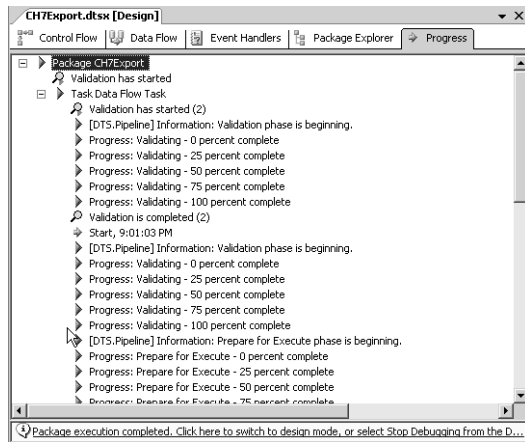 CH7Export.dtsx [Design]
Control Flow Data Flow Event Handlers Package Explorer Progress
Package CH7Export
Validation has started
Task Data Flow Task
Validation has started (2)
[DTS.Pipeline] Information: Validation phase is beginning.
Progress: Validating - 0 percent complete
Progress: Validating - 25 percent complete
Progress: Validating - 50 percent complete
Progress: Validating - 75 percent complete
Progress: Validating - 100 percent complete
Validation is completed (2)
Start, 9:01:03 PM
[DTS.Pipeline] Information: Validation phase is beginning.
Progress: Validating - 0 percent complete
Progress: Validating - 25 percent complete
Progress: Validating - 50 percent complete
Progress: Validating - 75 percent complete
Progress: Validating - 100 percent complete
[DTS.Pipeline] Information: Prepare for Execute phase is beginning.
Progress: Prepare for Execute - 0 percent complete
Progress: Prepare for Execute - 25 percent complete
Progress: Prepare for Execute - 50 percent complete
Progress: Prepare for Execute - 75 percent complete
Package execution completed. Click here to switch to design mode, or select Stop Debugging from the D...